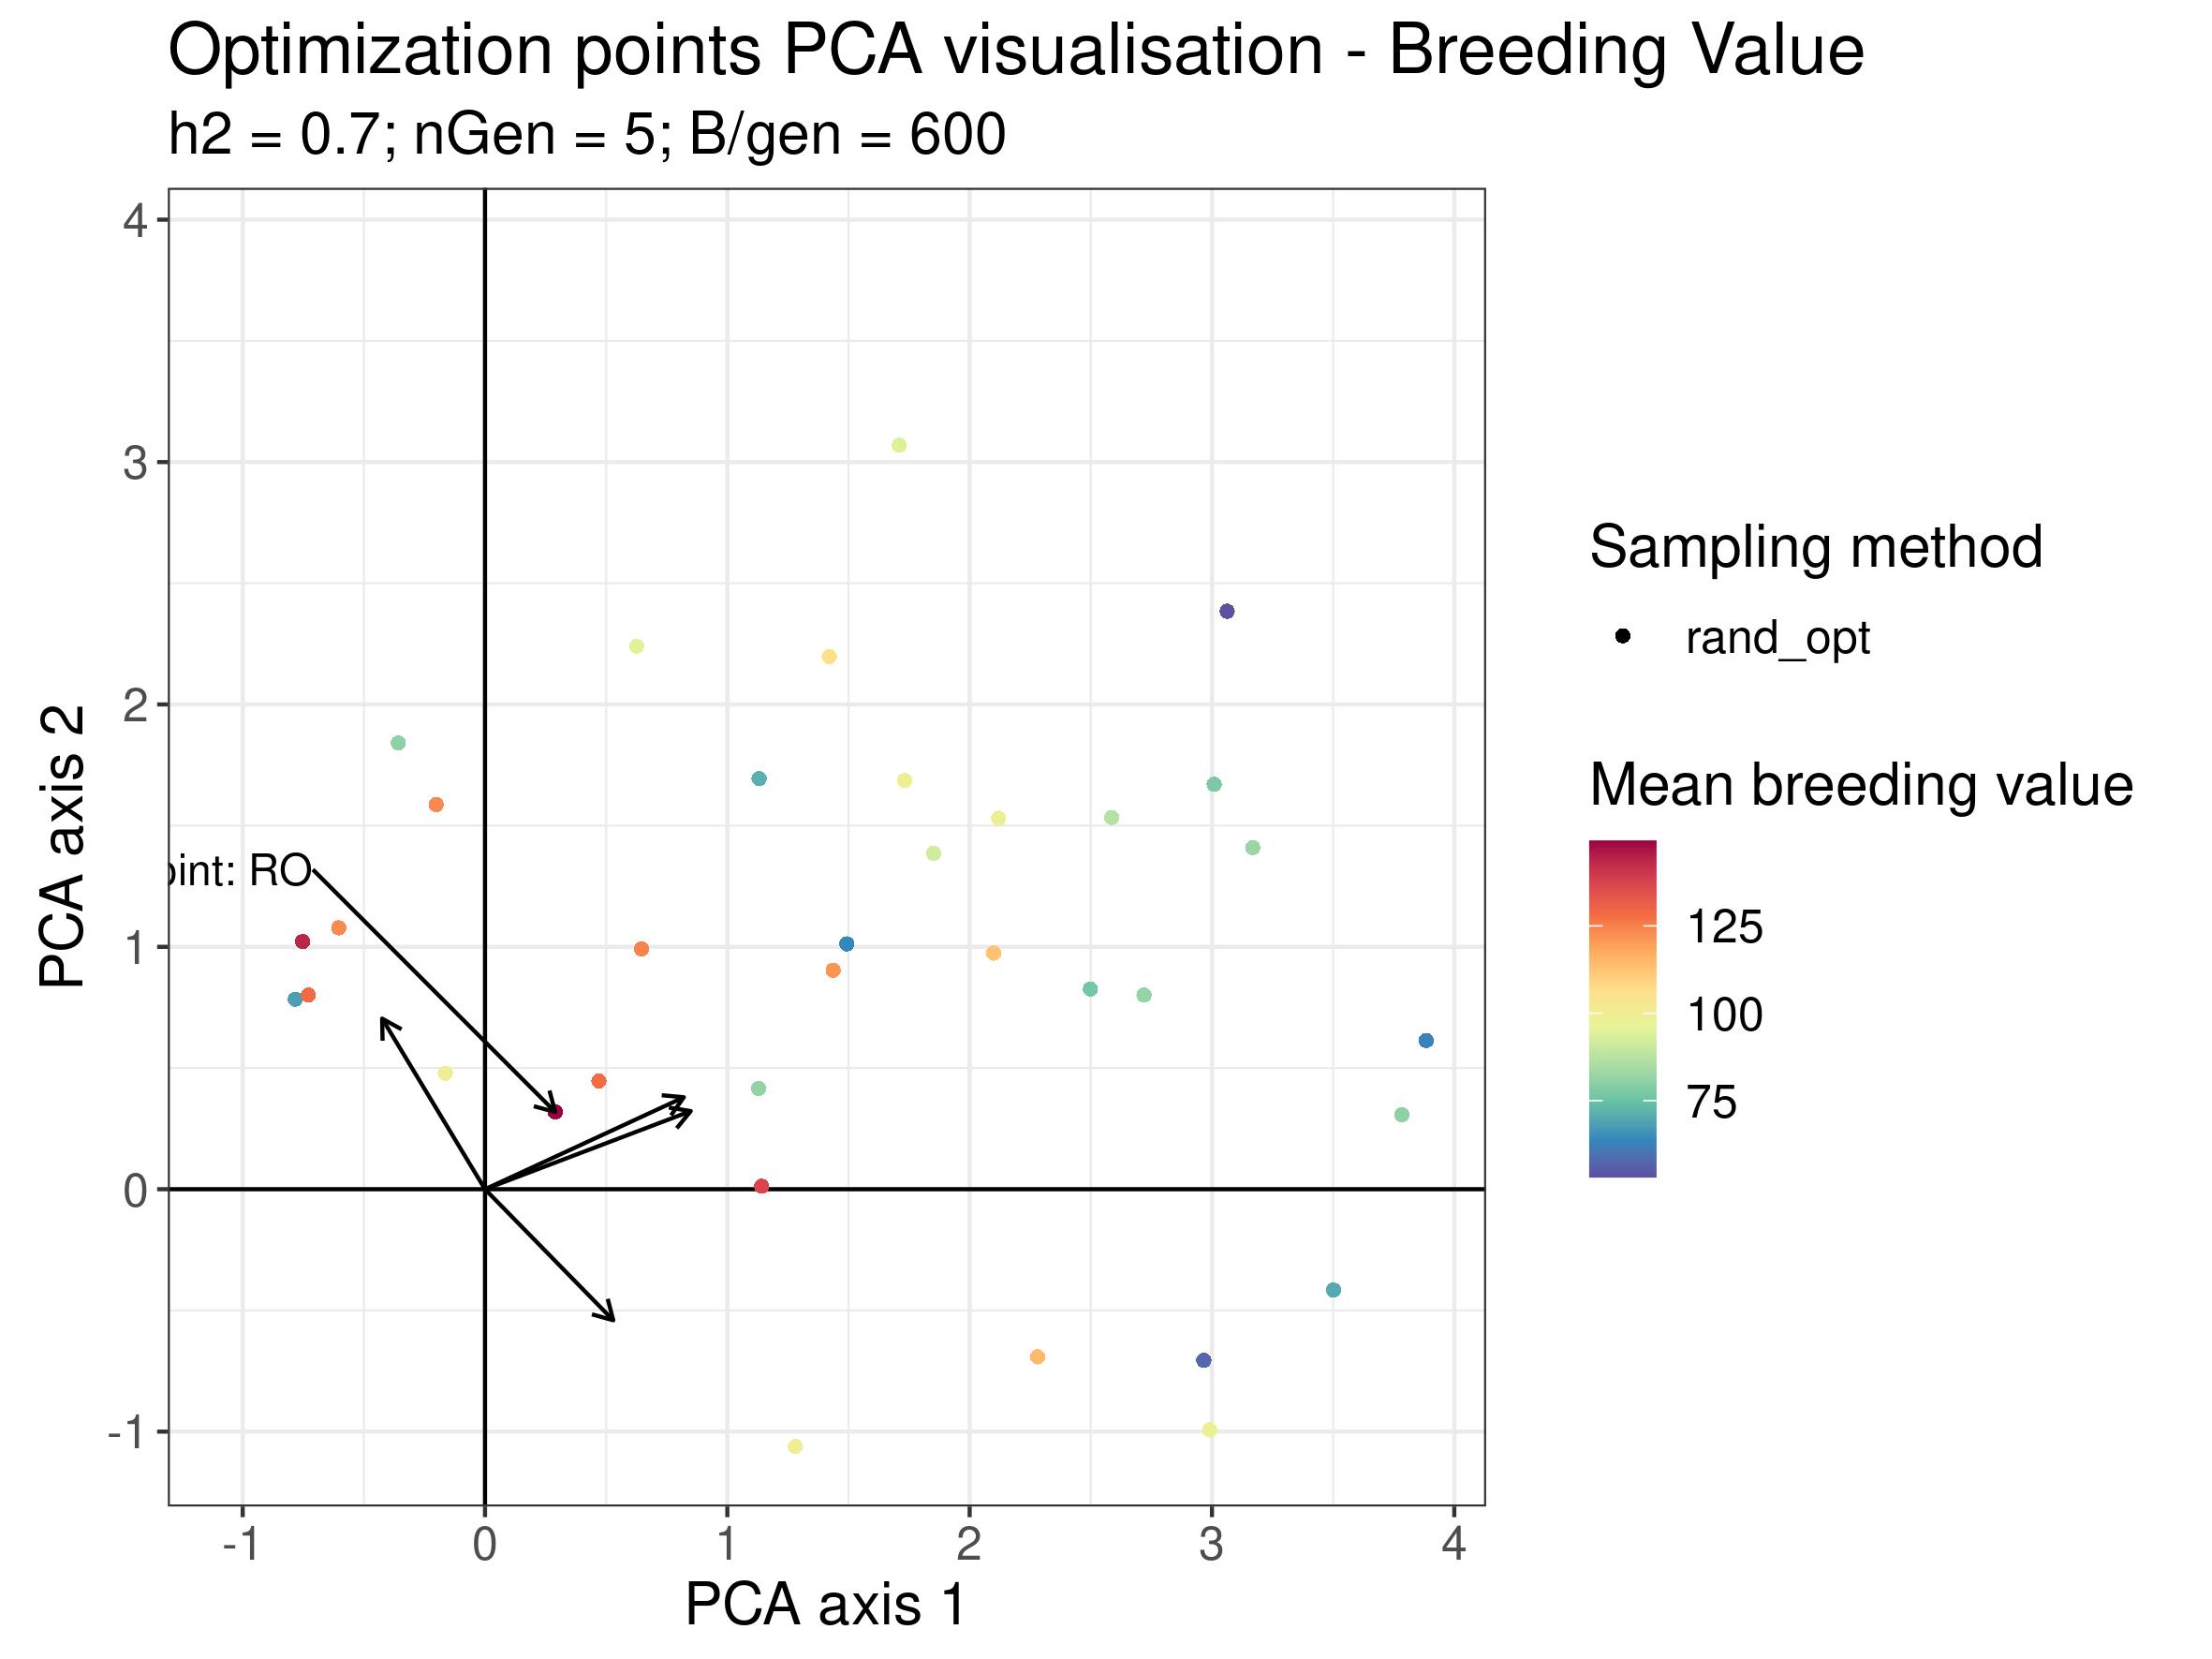 Optimization points PCA visualisation - Breeding Value
h2 = 0.7; nGen = 5; B/gen = 600
4
3
2
1
0
-1
PCA axis 2
oint: RO
-1
0
1
2
3
4
PCA axis 1
Sampling method
rand_opt
Mean breeding value
125
100
75